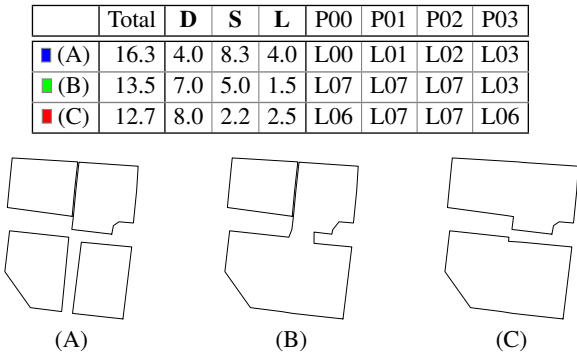 Total D S L P00 P01 P02 P03
(A) 16.3 4.0 8.3 4.0 L00 L01 L02 L03
(B) 13.5 7.0 5.0 1.5 L07 L07 L07 L03
(C) 12.7 8.0 2.2 2.5 L06 L07 L07 L06
(A) (B) (C)